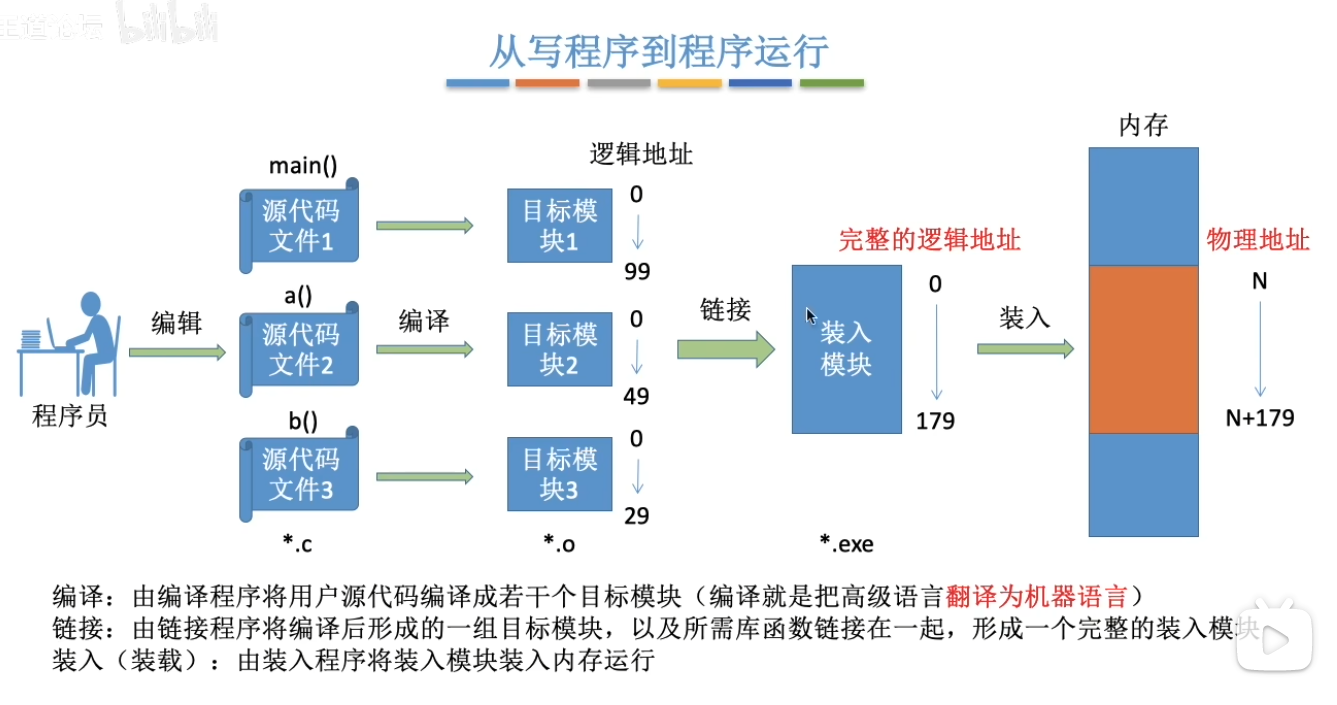 王道论坛 bilibili
从写程序到程序运行
内存
main()
逻辑地址
源代码
文件1
目标模
块1
0
99
完整的逻辑地址
物理地址
a()
编辑
源代码
文件2
编译
目标模
块2
0
49
链接
装入
模块
0
179
装入
N
N+179
程序员
b()
源代码
文件3
目标模
块3
0
29
*.c
*.o
*.exe
编译：由编译程序将用户源代码编译成若干个目标模块（编译就是把高级语言翻译为机器语言）
链接：由链接程序将编译后形成的一组目标模块，以及所需库函数链接在一起，形成一个完整的装入模块
装入（装载）：由装入程序将装入模块装入内存运行